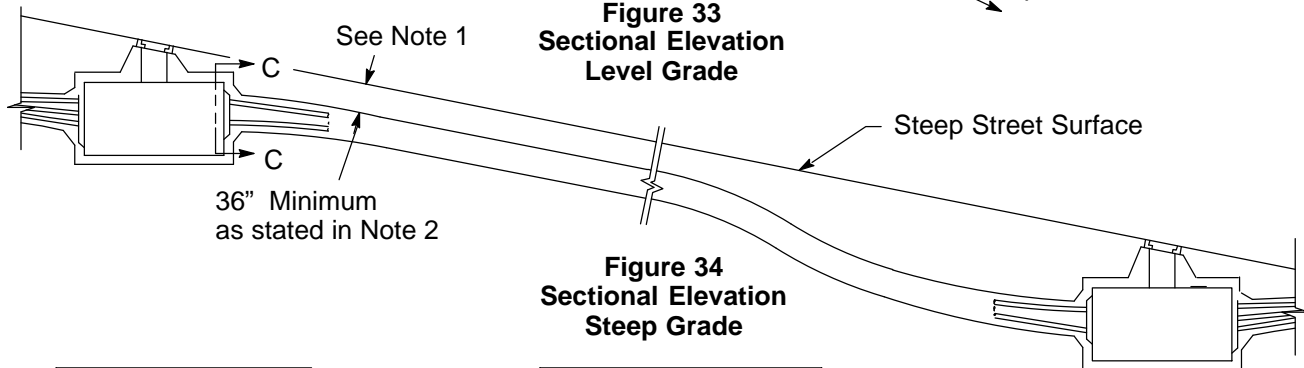 Figure 33
Sectional Elevation
Level Grade
See Note 1
C
C
Steep Street Surface
36” Minimum
as stated in Note 2
Figure 34
Sectional Elevation
Steep Grade